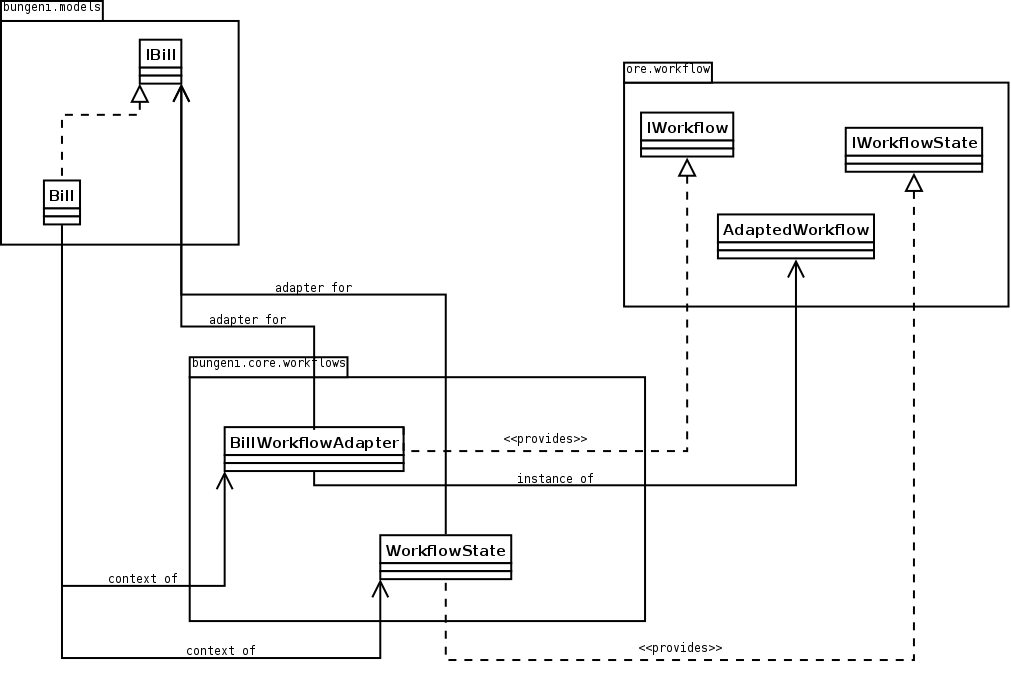 bungeni.models
IBill
ore.workflow
IWorkflow
IWorkflowState
Bill
AdaptedWorkflow
adapter for
adapter for
bungeni.core.workflows
BillWorkflowAdapter
<<provides>>
instance of
WorkflowState
context of
context of
<<provides>>